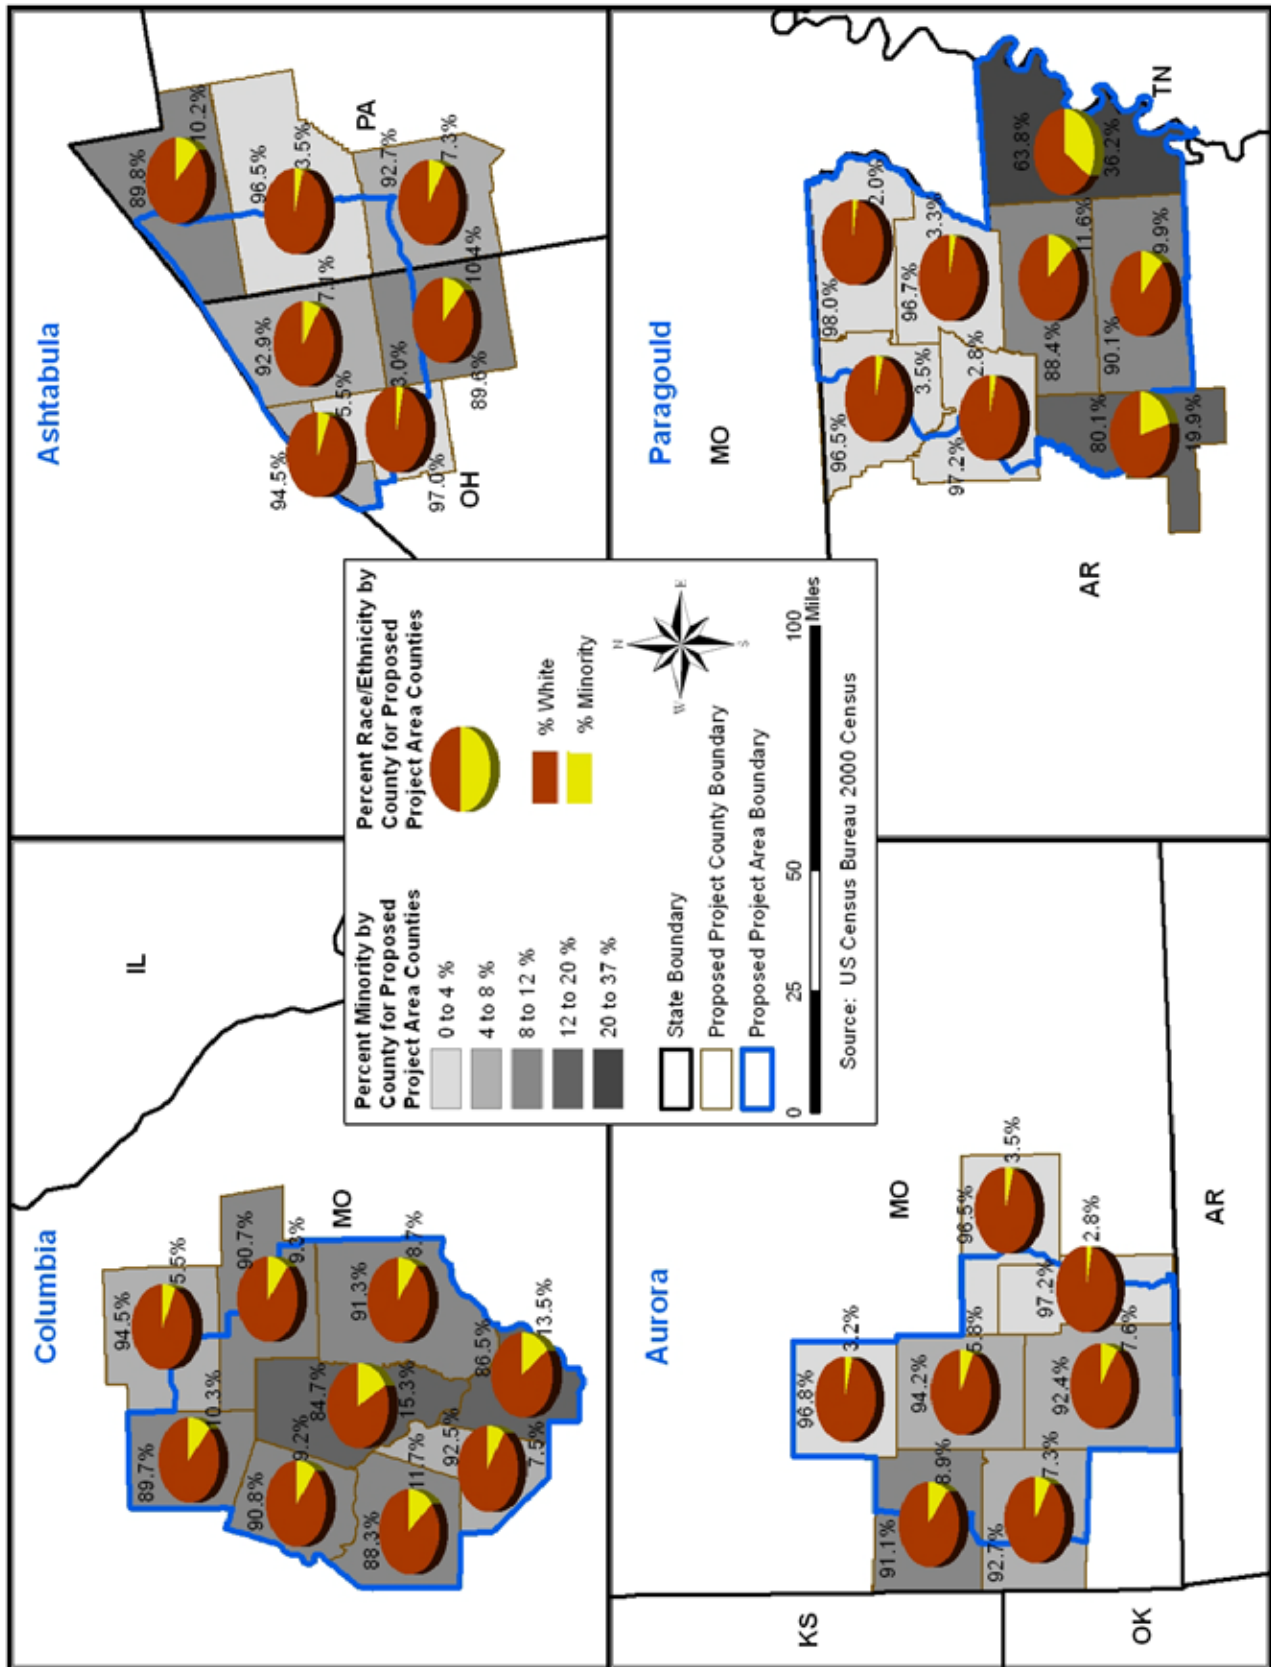 Columbia
IL
MO
94.5%
5.5%
89.7%
10.3%
90.7%
9.3%
90.8%
9.2%
84.7%
15.3%
91.3%
8.7%
88.3%
11.7%
92.5%
7.5%
86.5%
13.5%
Ashtabula
PA
OH
89.8%
10.2%
96.5%
3.5%
92.9%
7.1%
92.7%
7.3%
94.5%
5.5%
97.0%
3.0%
89.6%
10.4%
Percent Minority by
County for Proposed
Project Area Counties
0 to 4 %
4 to 8 %
8 to 12 %
12 to 20 %
20 to 37 %
Percent Race/Ethnicity by
County for Proposed
Project Area Counties
% White
% Minority
State Boundary
Proposed Project County Boundary
Proposed Project Area Boundary
N
W
E
S
0
25
50
100
Miles
Source: US Census Bureau 2000 Census
Aurora
KS
OK
MO
AR
96.8%
3.2%
91.1%
8.9%
94.2%
5.8%
96.5%
3.5%
92.7%
7.3%
92.4%
7.6%
97.2%
2.8%
Paragould
MO
AR
TN
98.0%
2.0%
96.5%
3.5%
96.7%
3.3%
97.2%
2.8%
88.4%
11.6%
63.8%
36.2%
90.1%
9.9%
80.1%
19.9%